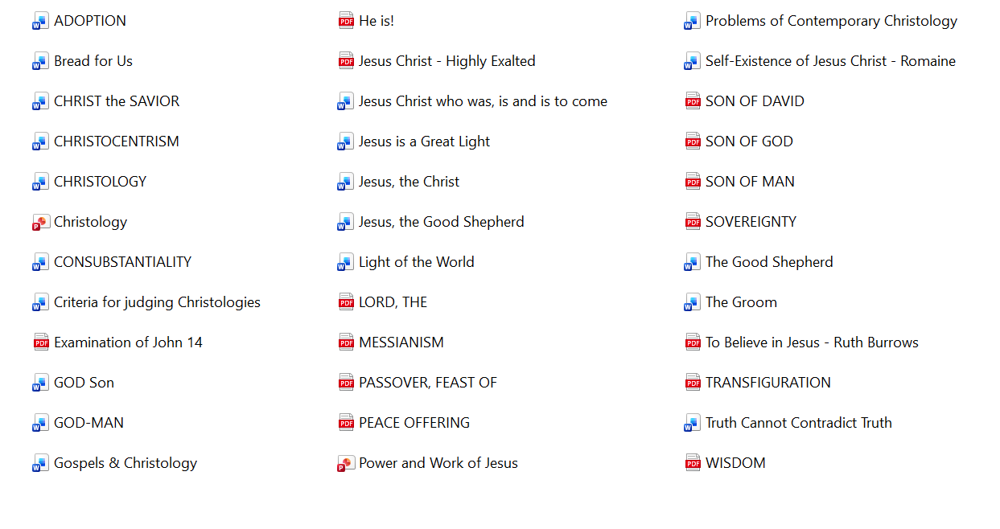 ADOPTION
Bread for Us
CHRIST the SAVIOR
CHRISTOCENTRISM
CHRISTOLOGY
Christology
CONSUBSTANTIALITY
Criteria for judging Christologies
Examination of John 14
GOD Son
GOD-MAN
Gospels & Christology
He is!
Jesus Christ - Highly Exalted
Jesus Christ who was, is and is to come
Jesus is a Great Light
Jesus, the Christ
Jesus, the Good Shepherd
Light of the World
LORD, THE
MESSIANISM
PASSOVER, FEAST OF
PEACE OFFERING
Power and Work of Jesus
Problems of Contemporary Christology
Self-Existence of Jesus Christ - Romaine
SON OF DAVID
SON OF GOD
SON OF MAN
SOVEREIGNTY
The Good Shepherd
The Groom
To Believe in Jesus - Ruth Burrows
TRANSFIGURATION
Truth Cannot Contradict Truth
WISDOM